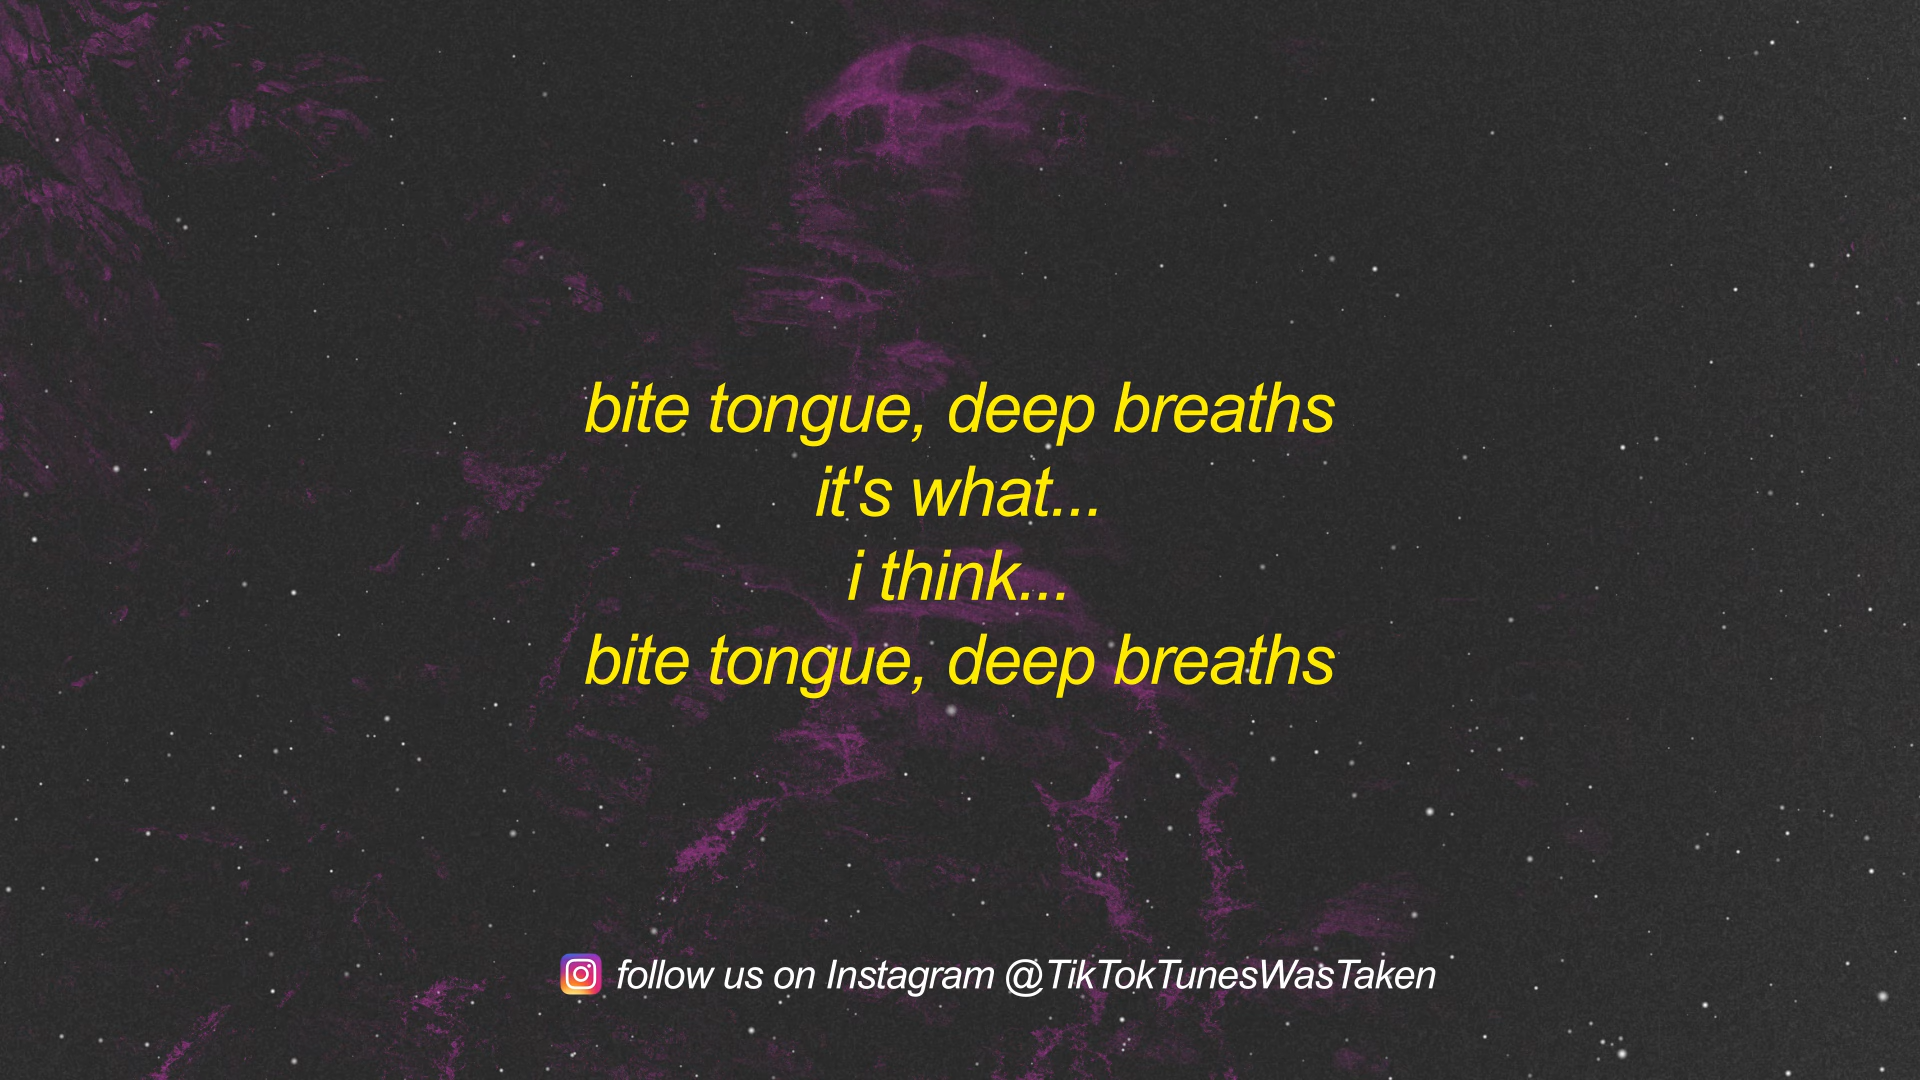 bite tongue, deep breaths
it's what...
i think...
bite tongue, deep breaths
follow us on Instagram @TikTokTunesWasTaken